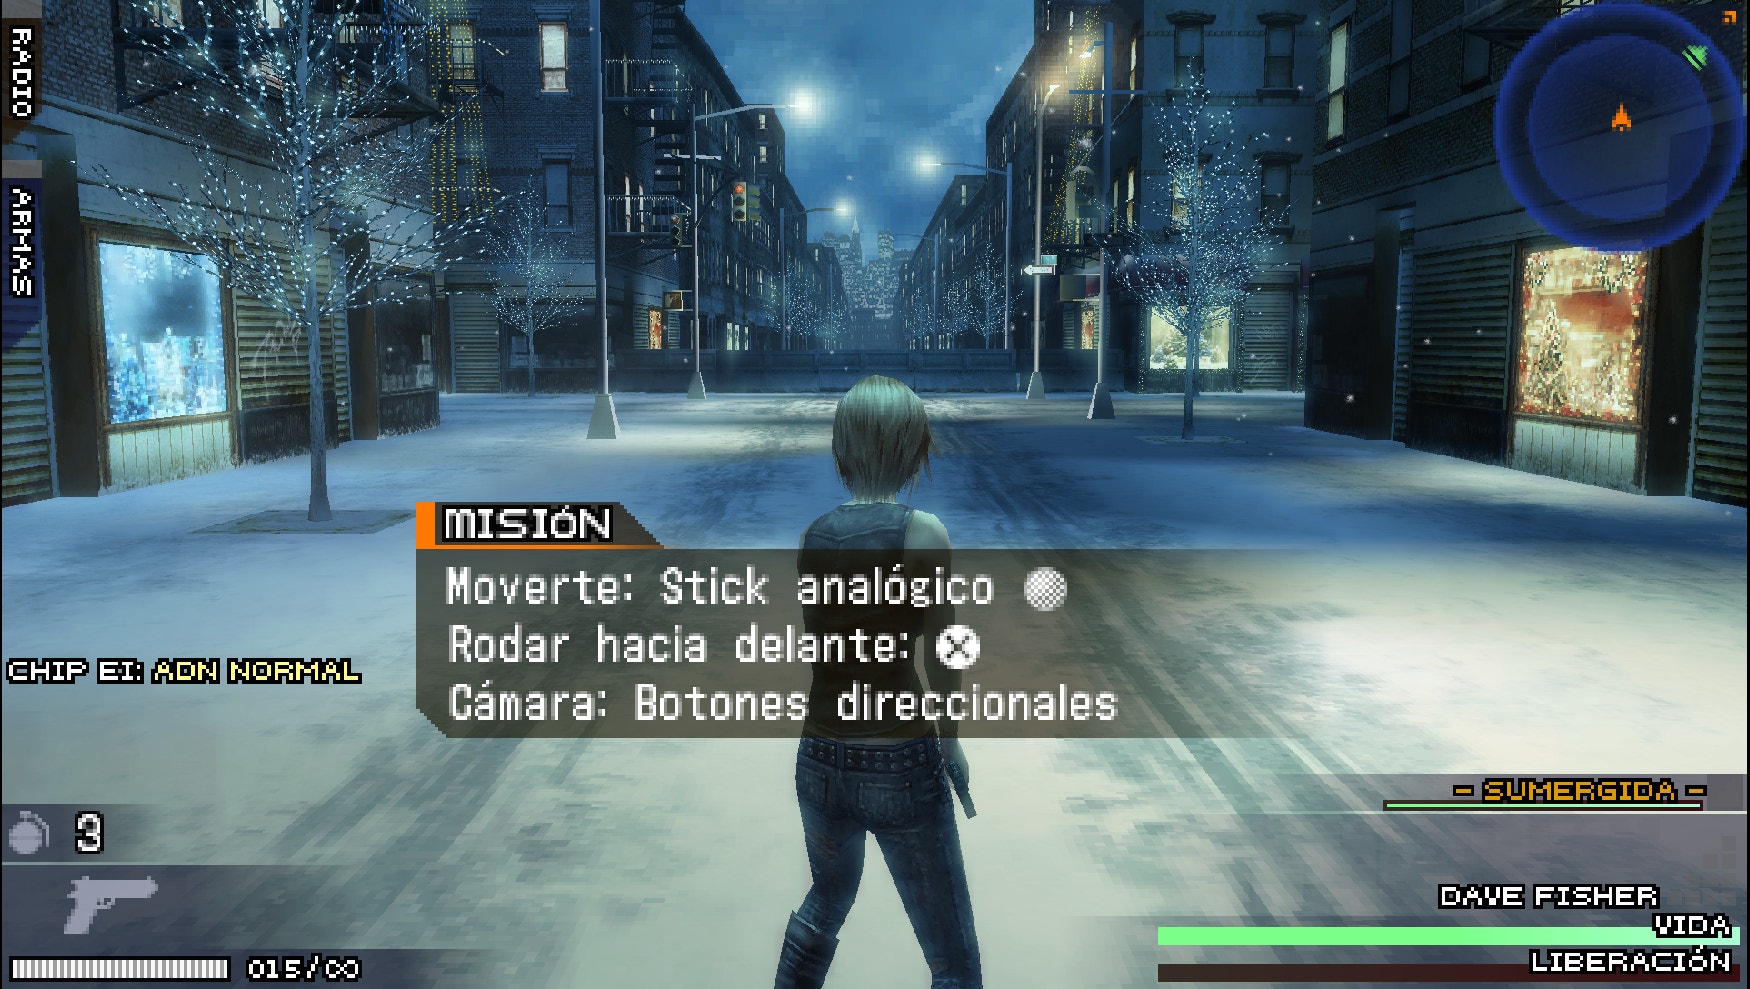 RADIO
ARMAS
MISIÓN
Moverte: Stick analógico
Rodar hacia delante:
Cámara: Botones direccionales
CHIP EI: ADN NORMAL
- SUMERGIDA -
3
DAVE FISHER
VIDA
LIBERACIÓN
015/∞